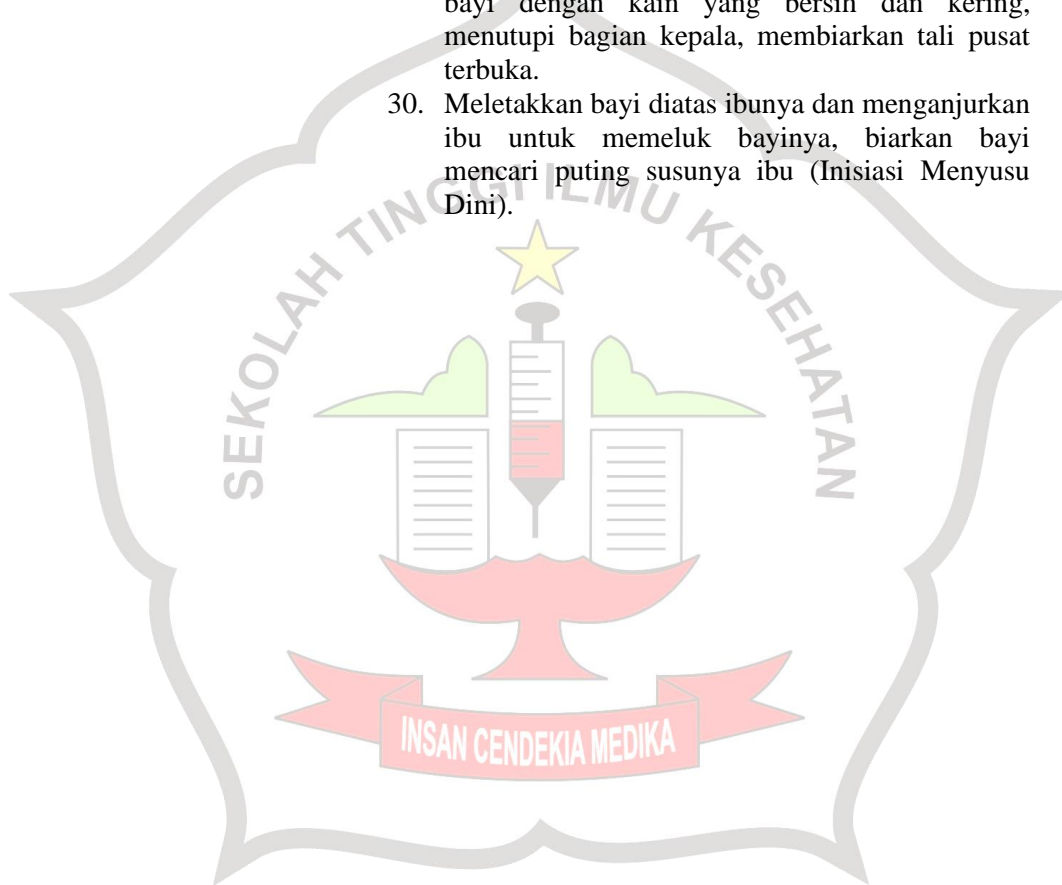 bayi dengan kain yang bersih dan kering,
menutupi bagian kepala, membiarkan tali pusat
terbuka.
30. Meletakkan bayi diatas ibunya dan menganjurkan
ibu untuk memeluk bayinya, biarkan bayi
mencari puting susunya ibu (Inisiasi Menyusu
Dini).
SEKOLAH TINGGI ILMU KESEHATAN
INSAN CENDEKIA MEDIKA